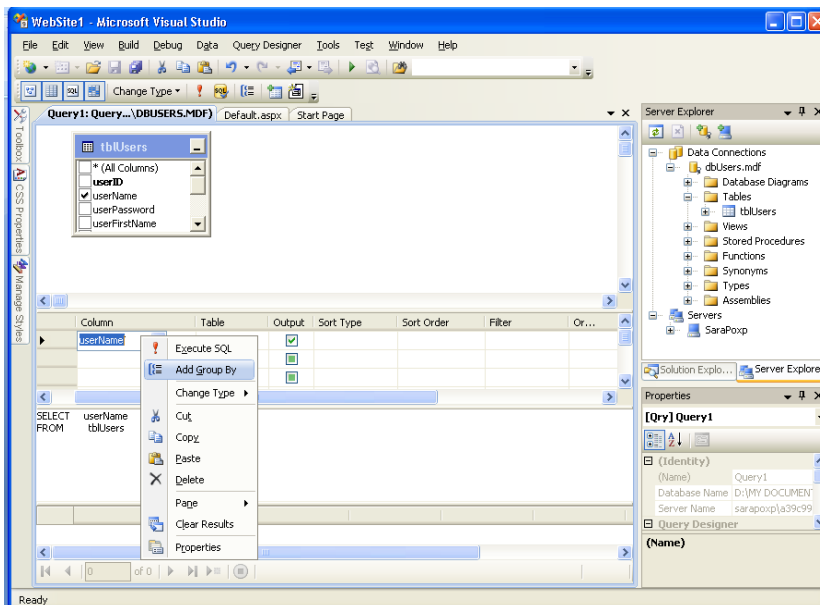 WebSite1 - Microsoft Visual Studio
File Edit View Build Debug Data Query Designer Tools Test Window Help
SQL Change Type
Query1: Query...\DBUSERS.MDF) Default.aspx Start Page
Toolbox
CSS Properties
Manage Styles
tblUsers
* (All Columns)
userID
userName
userPassword
userFirstName
Column Table Output Sort Type Sort Order Filter Or...
userName
Execute SQL
Add Group By
Change Type
Cut
Copy
Paste
Delete
Pane
Clear Results
Properties
SELECT userName
FROM tblUsers
0 of 0
Server Explorer
Data Connections
dbUsers.mdf
Database Diagrams
Tables
tblUsers
Views
Stored Procedures
Functions
Synonyms
Types
Assemblies
Servers
SaraPoxp
Solution Explo... Server Explore
Properties
[Qry] Query1
(Identity)
(Name) Query1
Database Name D:\MY DOCUMEN
Server Name sarapoxp\a39c99
Query Designer
(Name)
Ready